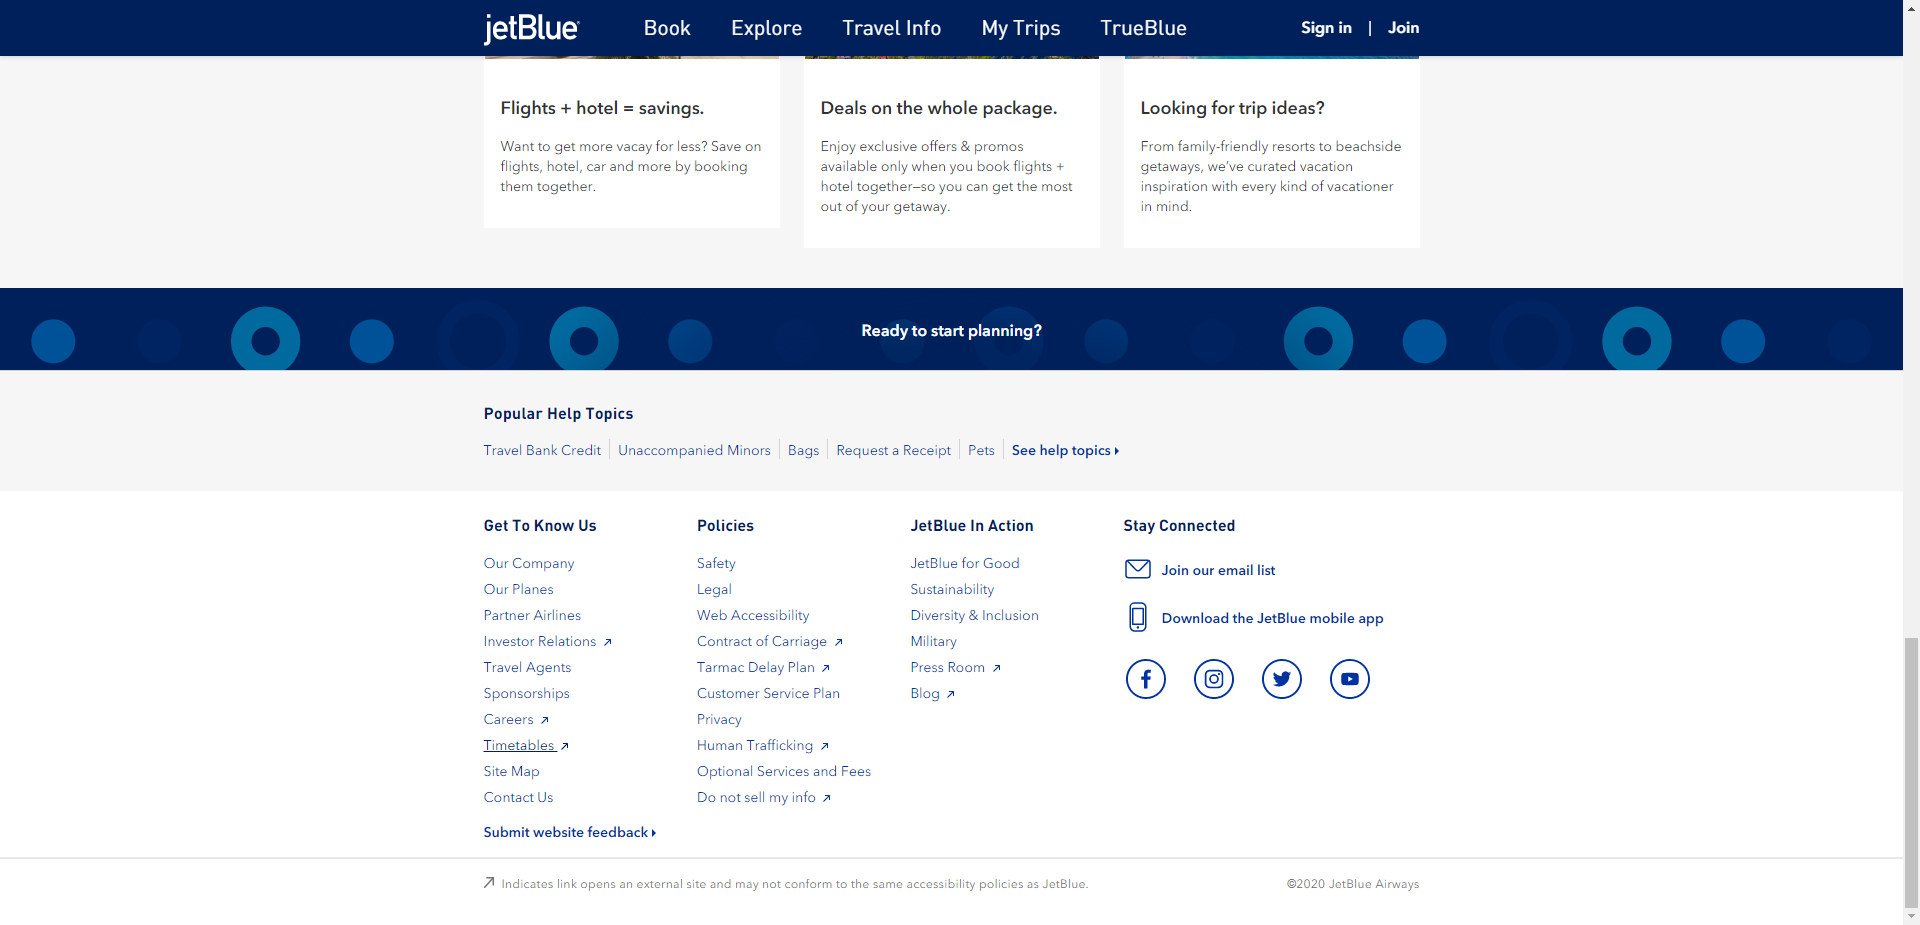 jetBlue
Book Explore Travel Info My Trips TrueBlue Sign in | Join
Flights + hotel = savings.
Want to get more vacay for less? Save on
flights, hotel, car and more by booking
them together.
Deals on the whole package.
Enjoy exclusive offers & promos
available only when you book flights +
hotel together—so you can get the most
out of your getaway.
Looking for trip ideas?
From family-friendly resorts to beachside
getaways, we've curated vacation
inspiration with every kind of vacationer
in mind.
Ready to start planning?
Popular Help Topics
Travel Bank Credit Unaccompanied Minors Bags Request a Receipt Pets See help topics
Get To Know Us
Our Company
Our Planes
Partner Airlines
Investor Relations
Travel Agents
Sponsorships
Careers
Timetables
Site Map
Contact Us
Submit website feedback
Policies
Safety
Legal
Web Accessibility
Contract of Carriage
Tarmac Delay Plan
Customer Service Plan
Privacy
Human Trafficking
Optional Services and Fees
Do not sell my info
JetBlue In Action
JetBlue for Good
Sustainability
Diversity & Inclusion
Military
Press Room
Blog
Stay Connected
Join our email list
Download the JetBlue mobile app
Indicates link opens an external site and may not conform to the same accessibility policies as JetBlue.
©2020 JetBlue Airways